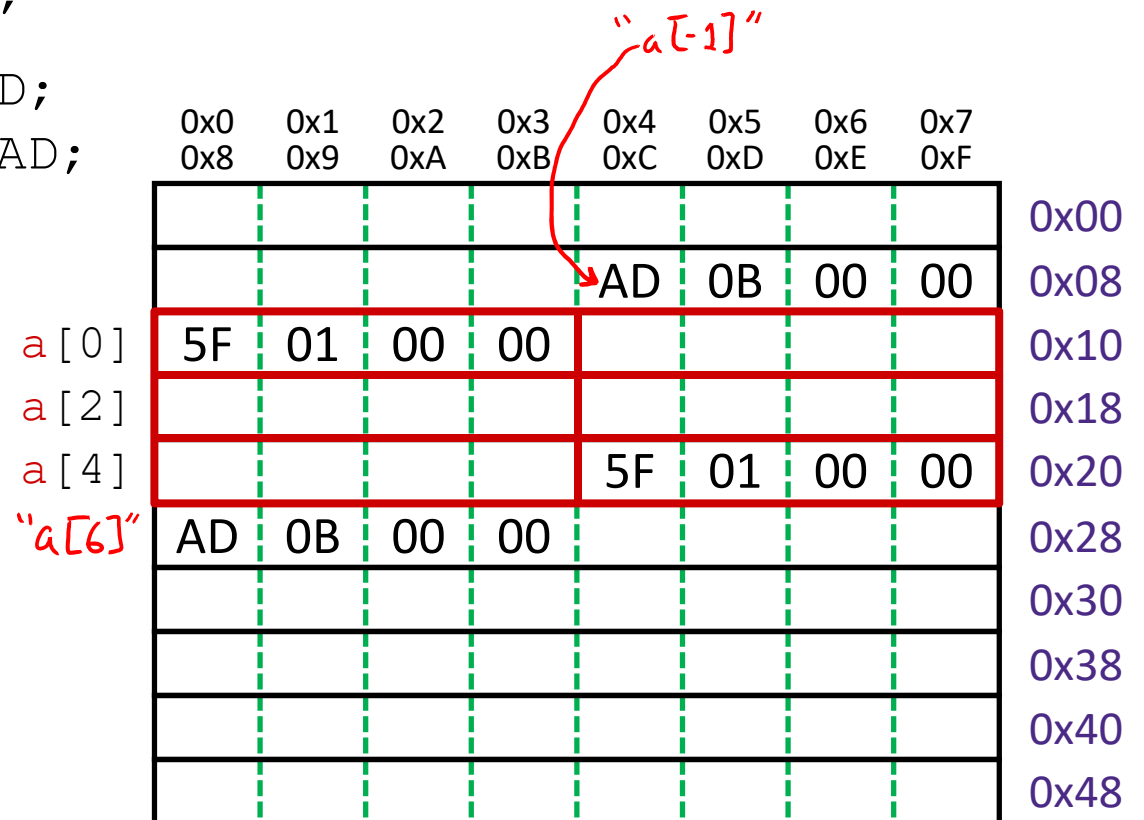 ;
"a[-1]"
D;
AD;
0x0 0x1 0x2 0x3 0x4 0x5 0x6 0x7
0x8 0x9 0xA 0xB 0xC 0xD 0xE 0xF
0x00
AD 0B 00 00 0x08
a[0] 5F 01 00 00 0x10
a[2] 0x18
a[4] 5F 01 00 00 0x20
"a[6]" AD 0B 00 00 0x28
0x30
0x38
0x40
0x48